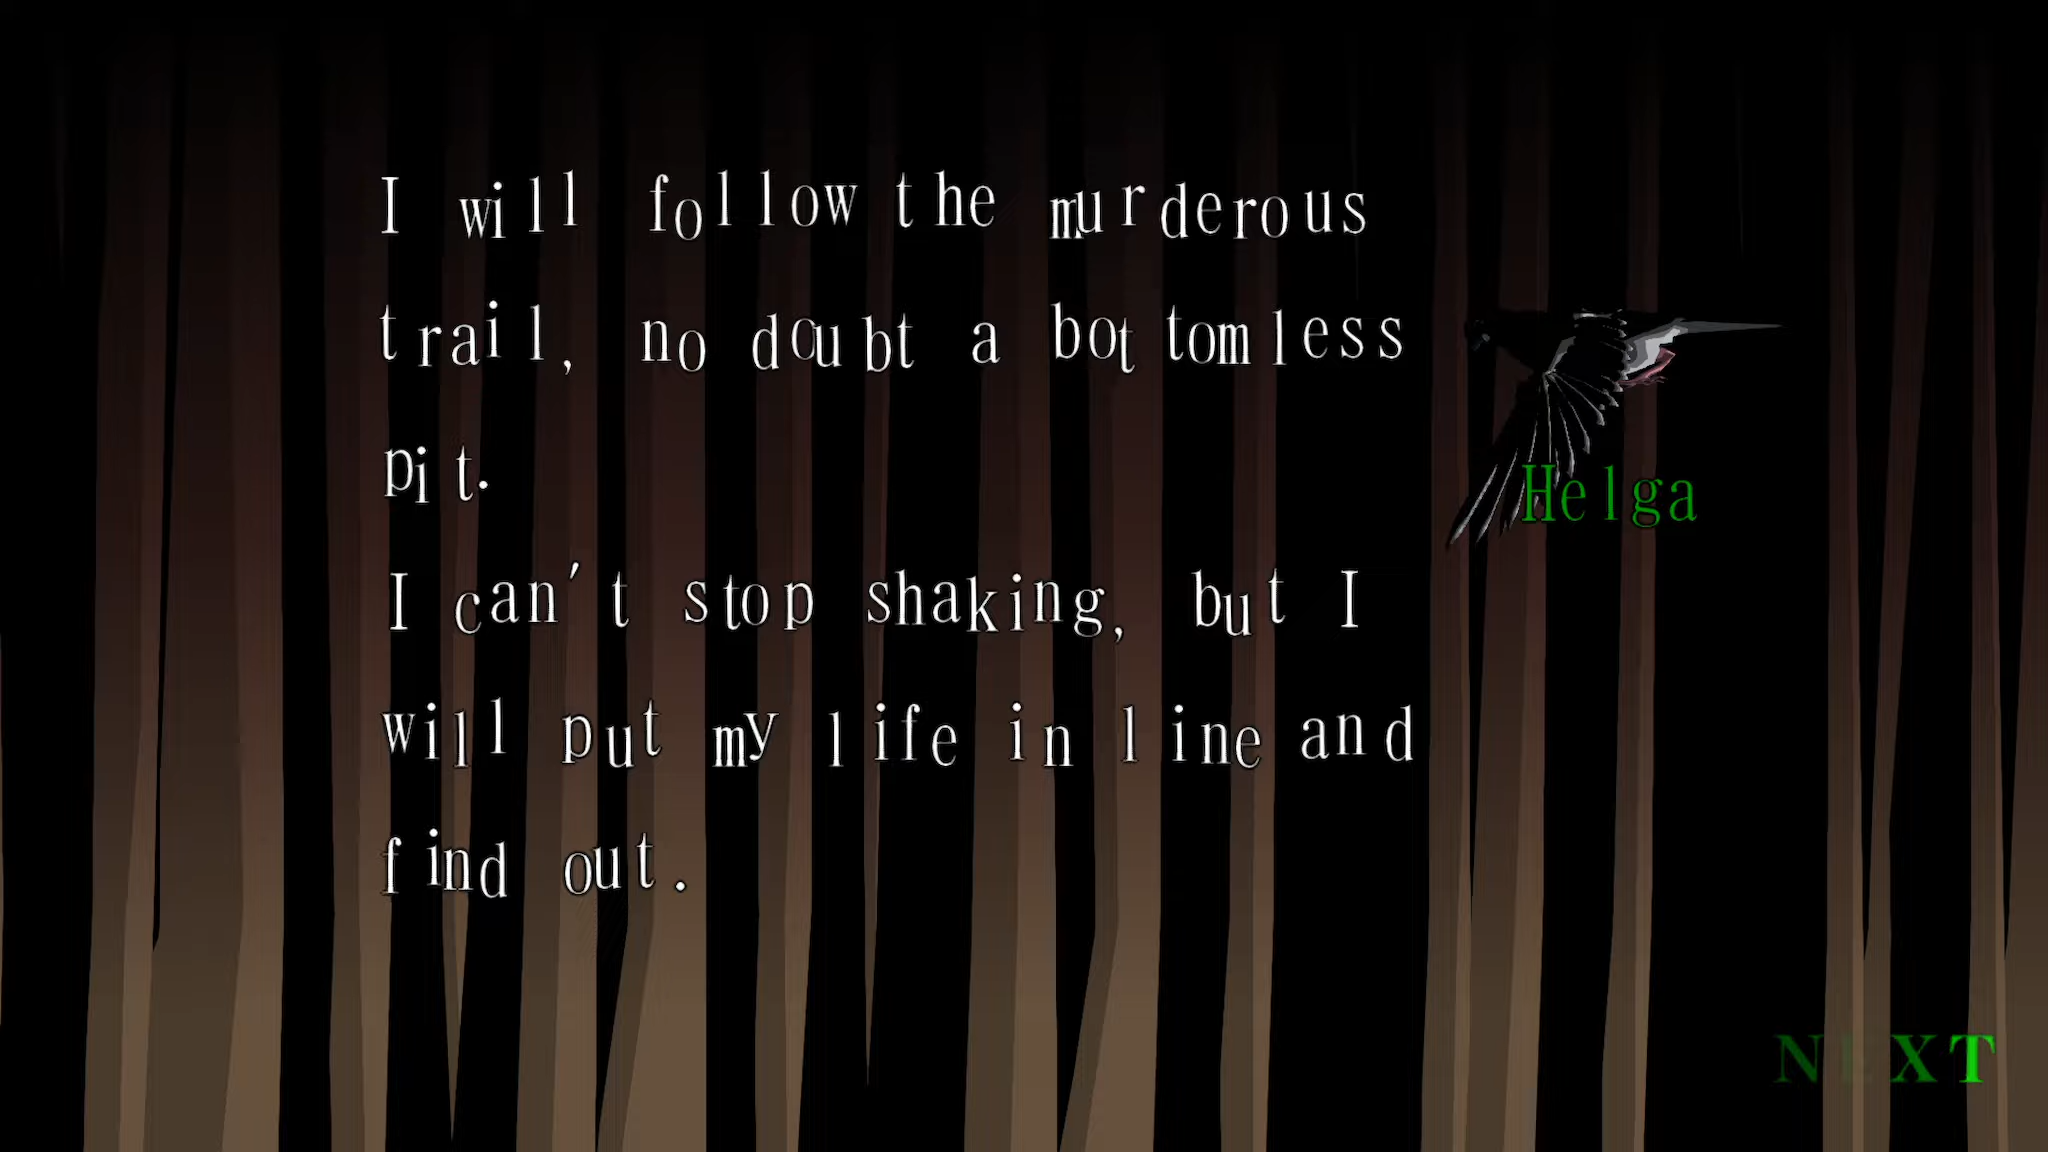 I will follow the murderous
trail, no doubt a bottomless
pit.
Helga
I can't stop shaking, but I
will put my life in line and
find out.
NEXT